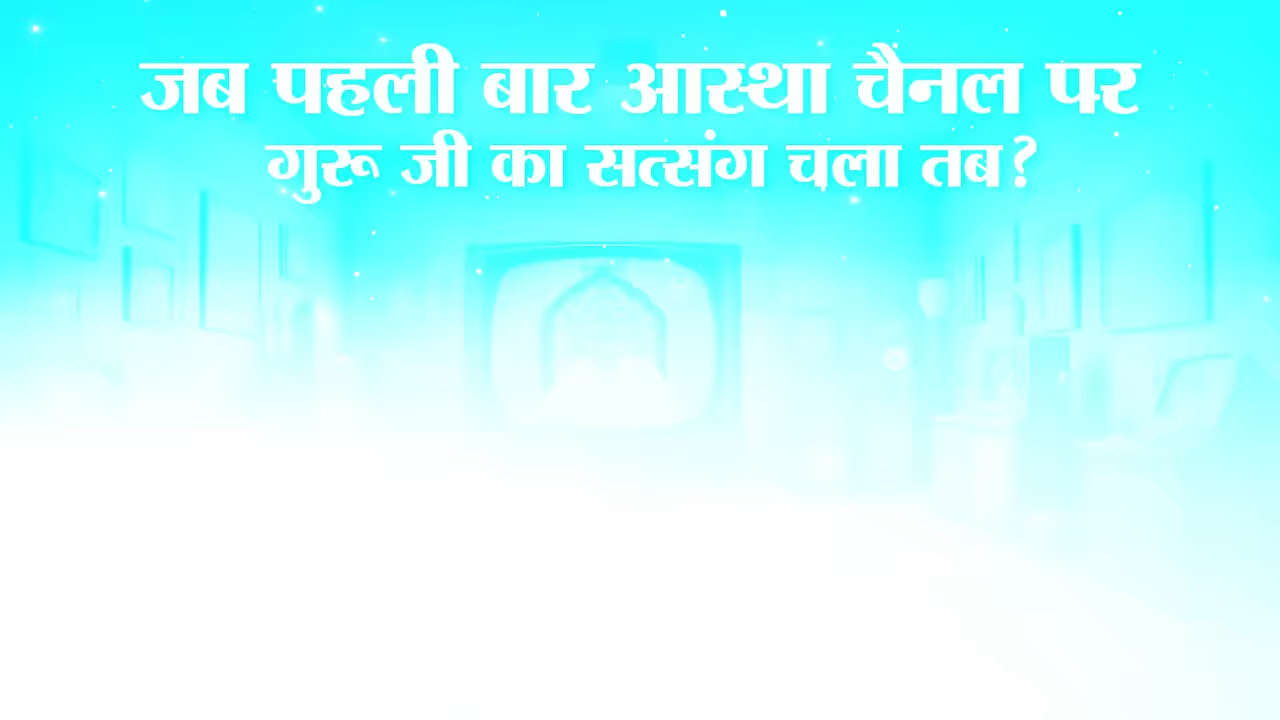 जब पहली बार आस्था चैनल पर
गुरू जी का सत्संग चला तब?